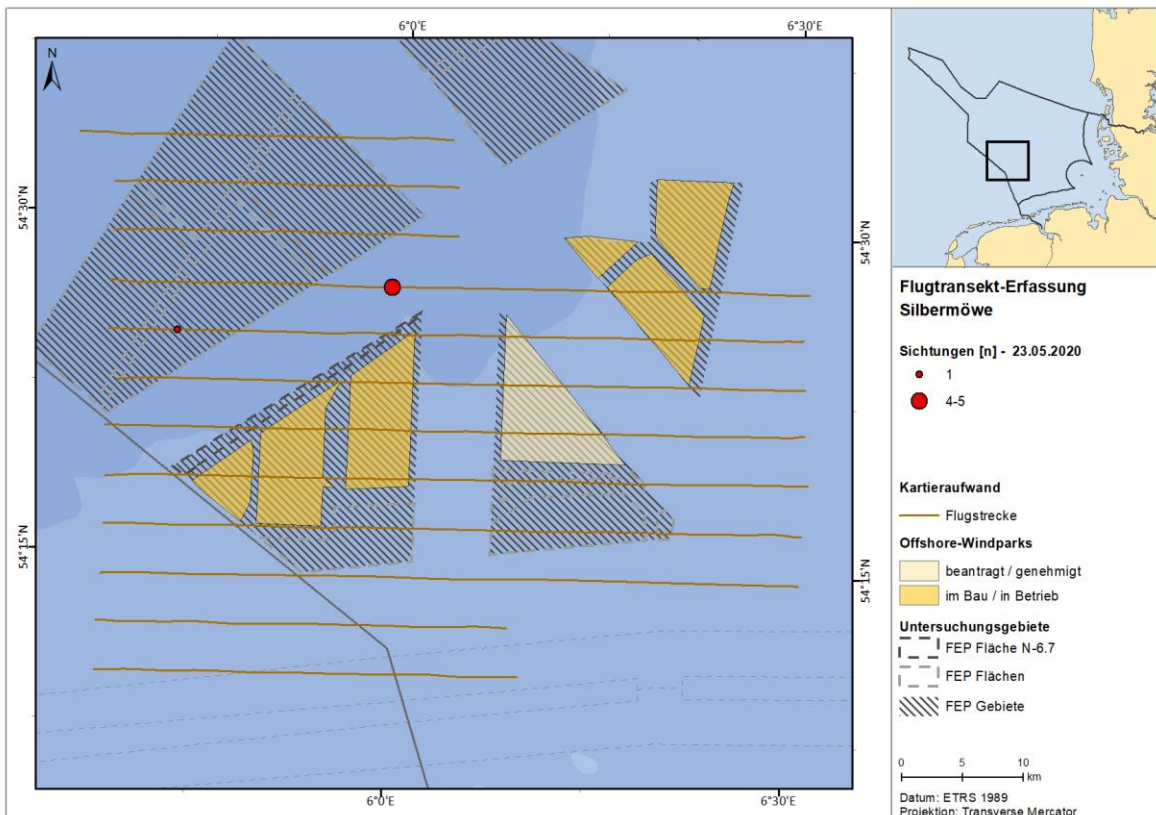 6°0'E
6°30'E
N
54°30'N
54°30'N
54°15'N
54°15'N
6°0'E
6°30'E
Flugtransekt-Erfassung
Silbermöwe
Sichtungen [n] - 23.05.2020
1
4-5
Kartieraufwand
Flugstrecke
Offshore-Windparks
beantragt / genehmigt
im Bau / in Betrieb
Untersuchungsgebiete
FEP Fläche N-6.7
FEP Flächen
FEP Gebiete
0 5 10
km
Datum: ETRS 1989
Projektion: Transverse Mercator